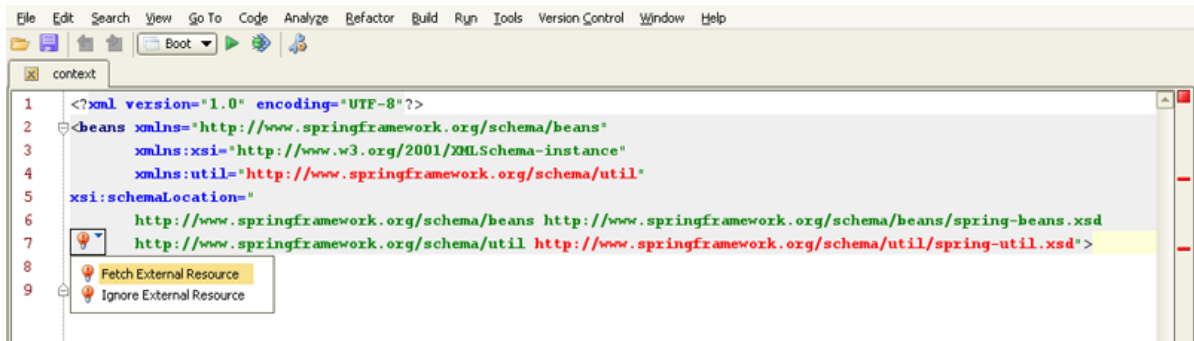 File Edit Search View Go To Code Analyze Refactor Build Run Tools Version Control Window Help
Boot
context
1 <?xml version="1.0" encoding="UTF-8"?>
2 <beans xmlns="http://www.springframework.org/schema/beans"
3 xmlns:xsi="http://www.w3.org/2001/XMLSchema-instance"
4 xmlns:util="http://www.springframework.org/schema/util"
5 xsi:schemaLocation="
6 http://www.springframework.org/schema/beans http://www.springframework.org/schema/beans/spring-beans.xsd
7 http://www.springframework.org/schema/util http://www.springframework.org/schema/util/spring-util.xsd">
8 Fetch External Resource
9 Ignore External Resource